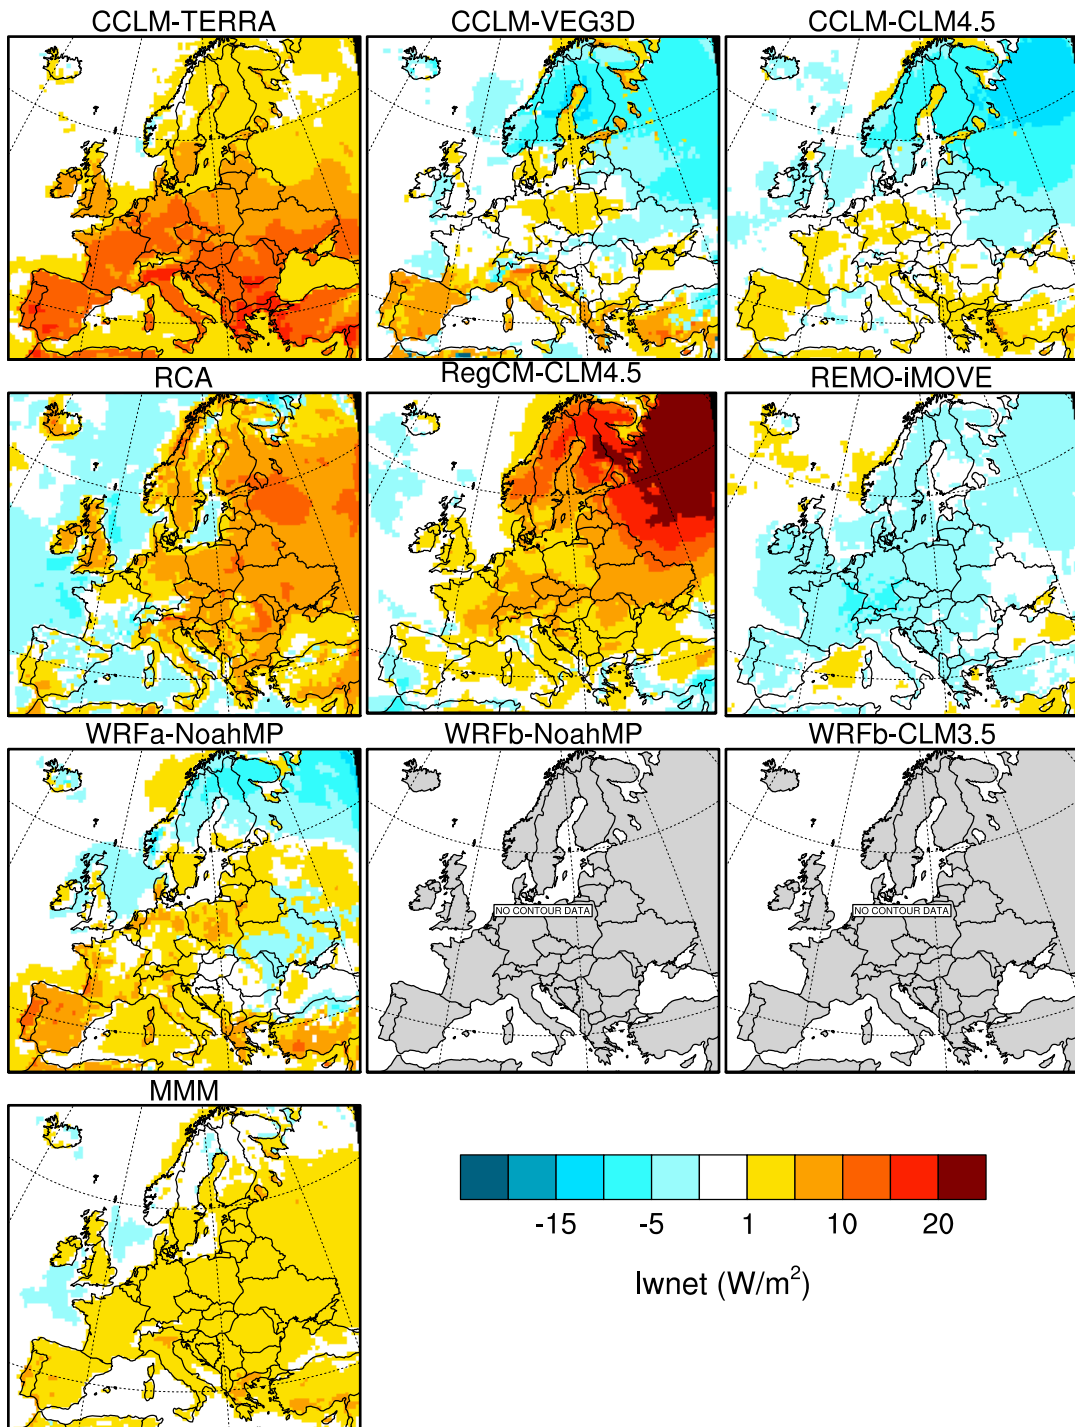 CCLM-TERRA CCLM-VEG3D CCLM-CLM4.5
RCA RegCM-CLM4.5 REMO-iMOVE
WRFa-NoahMP WRFb-NoahMP WRFb-CLM3.5
NO CONTOUR DATA NO CONTOUR DATA
MMM
-15 -5 1 10 20
lwnet (W/m²)